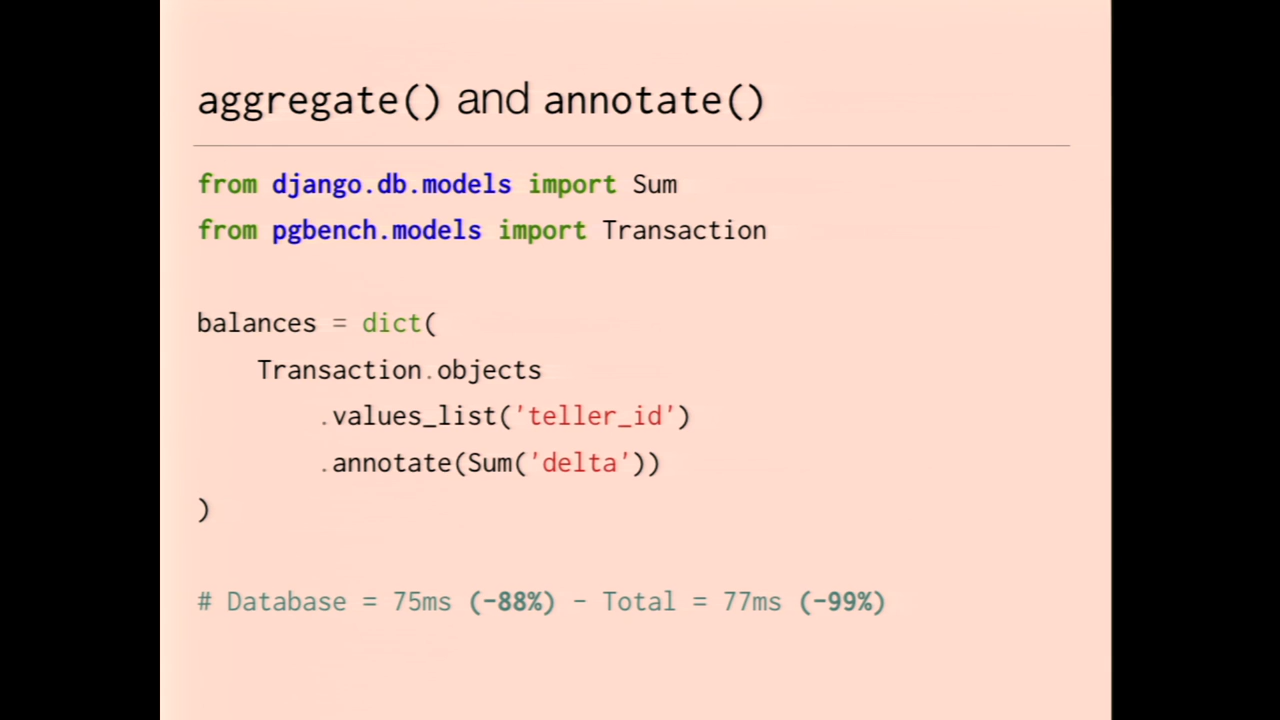 aggregate() and annotate()
from django.db.models import Sum
from pgbench.models import Transaction
balances = dict(
Transaction.objects
.values_list('teller_id')
.annotate(Sum('delta'))
)
# Database = 75ms (-88%) - Total = 77ms (-99%)